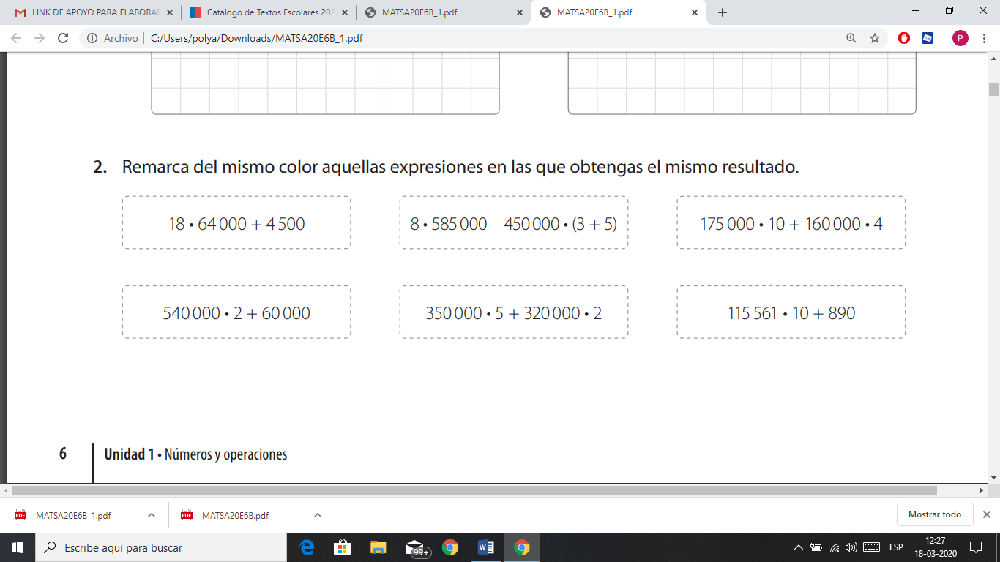 LINK DE APOYO PARA ELABORAR
Catálogo de Textos Escolares 202
MATSA20E6B_1.pdf
MATSA20E6B_1.pdf
Archivo
C:/Users/polya/Downloads/MATSA20E6B_1.pdf
P
2. Remarca del mismo color aquellas expresiones en las que obtengas el mismo resultado.
18 • 64 000 + 4 500
8 • 585 000 – 450 000 • (3 + 5)
175 000 • 10 + 160 000 • 4
540 000 • 2 + 60 000
350 000 • 5 + 320 000 • 2
115 561 • 10 + 890
6
Unidad 1 • Números y operaciones
MATSA20E6B_1.pdf
MATSA20E6B.pdf
Mostrar todo
Escribe aquí para buscar
99+
ESP
12:27
18-03-2020